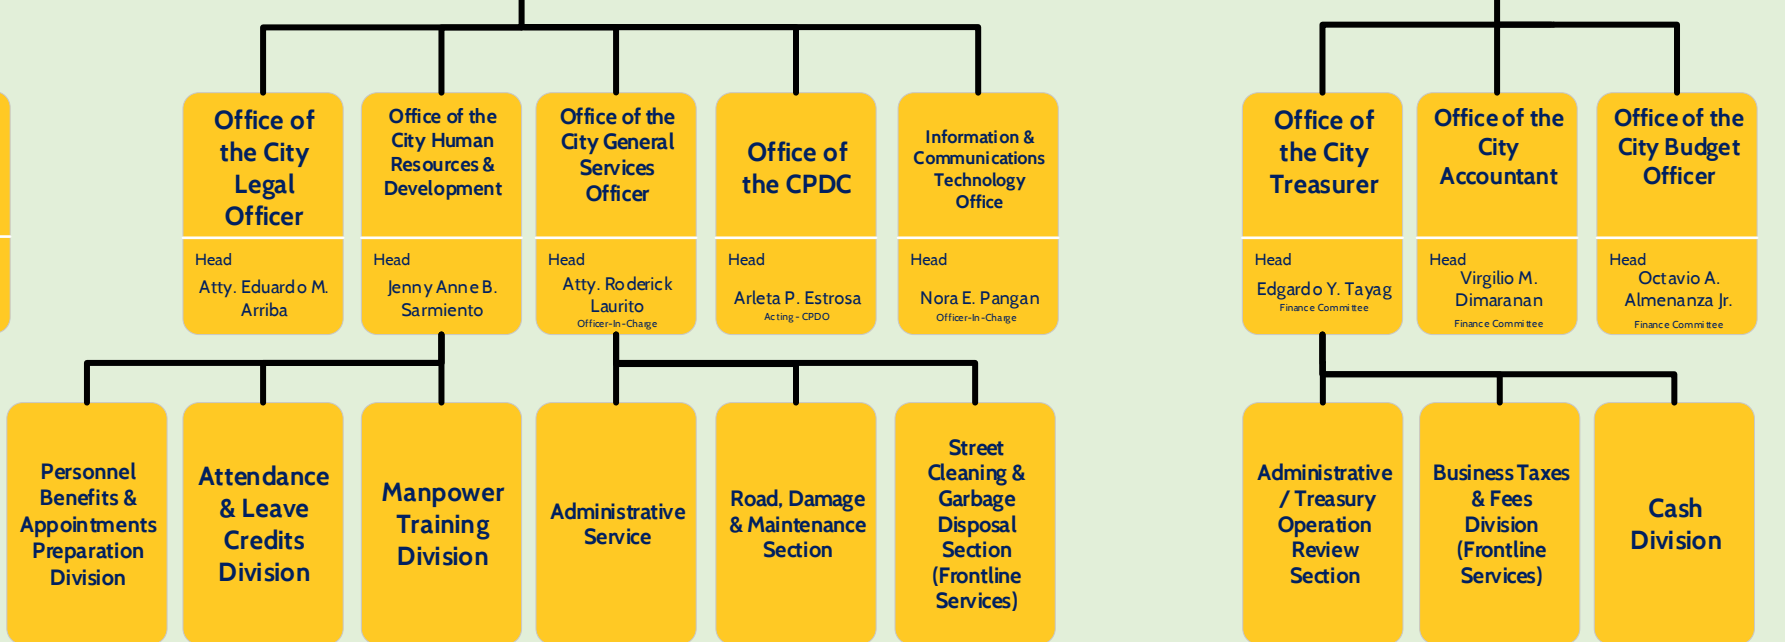 Office of
the City
Legal
Officer
Head
Atty. Eduardo M.
Arriba
Office of the
City Human
Resources &
Development
Head
Jenny Anne B.
Sarmiento
Office of the
City General
Services
Officer
Head
Atty. Roderick
Laurito
Officer-In-Charge
Office of
the CPDC
Head
Arleta P. Estrosa
Acting - CPDO
Information &
Communications
Technology
Office
Head
Nora E. Pangan
Officer-In-Charge
Office of
the City
Treasurer
Head
Edgardo Y. Tayag
Finance Committee
Office of the
City
Accountant
Head
Virgilio M.
Dimaranan
Finance Committee
Office of the
City Budget
Officer
Head
Octavio A.
Almenanza Jr.
Finance Committee
Personnel
Benefits &
Appointments
Preparation
Division
Attendance
& Leave
Credits
Division
Manpower
Training
Division
Administrative
Service
Road, Damage
& Maintenance
Section
Street
Cleaning &
Garbage
Disposal
Section
(Frontline
Services)
Administrative
/ Treasury
Operation
Review
Section
Business Taxes
& Fees
Division
(Frontline
Services)
Cash
Division